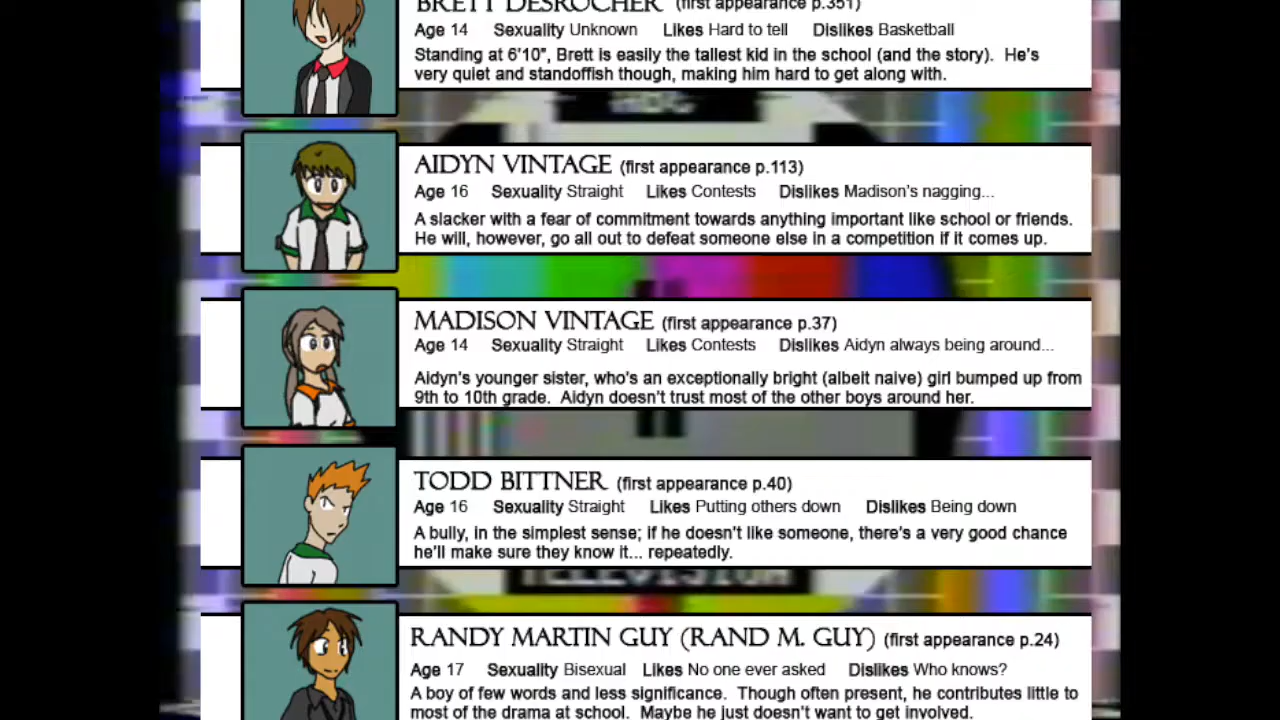 BRETT DESROCHER (first appearance p.351)
Age 14 Sexuality Unknown Likes Hard to tell Dislikes Basketball
Standing at 6'10", Brett is easily the tallest kid in the school (and the story). He's
very quiet and standoffish though, making him hard to get along with.
AIDYN VINTAGE (first appearance p.113)
Age 16 Sexuality Straight Likes Contests Dislikes Madison's nagging...
A slacker with a fear of commitment towards anything important like school or friends.
He will, however, go all out to defeat someone else in a competition if it comes up.
MADISON VINTAGE (first appearance p.37)
Age 14 Sexuality Straight Likes Contests Dislikes Aidyn always being around...
Aidyn's younger sister, who's an exceptionally bright (albeit naive) girl bumped up from
9th to 10th grade. Aidyn doesn't trust most of the other boys around her.
TODD BITTNER (first appearance p.40)
Age 16 Sexuality Straight Likes Putting others down Dislikes Being down
A bully, in the simplest sense; if he doesn't like someone, there's a very good chance
he'll make sure they know it... repeatedly.
TELEVISION
RANDY MARTIN GUY (RAND M. GUY) (first appearance p.24)
Age 17 Sexuality Bisexual Likes No one ever asked Dislikes Who knows?
A boy of few words and less significance. Though often present, he contributes little to
most of the drama at school. Maybe he just doesn't want to get involved.